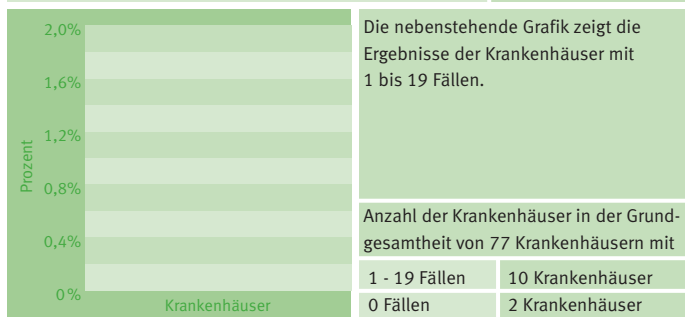 2,0%
1,6%
1,2%
0,8%
0,4%
0%
Prozent
Krankenhäuser
Die nebenstehende Grafik zeigt die
Ergebnisse der Krankenhäuser mit
1 bis 19 Fällen.
Anzahl der Krankenhäuser in der Grund-
gesamtheit von 77 Krankenhäusern mit
1 - 19 Fällen 10 Krankenhäuser
0 Fällen 2 Krankenhäuser